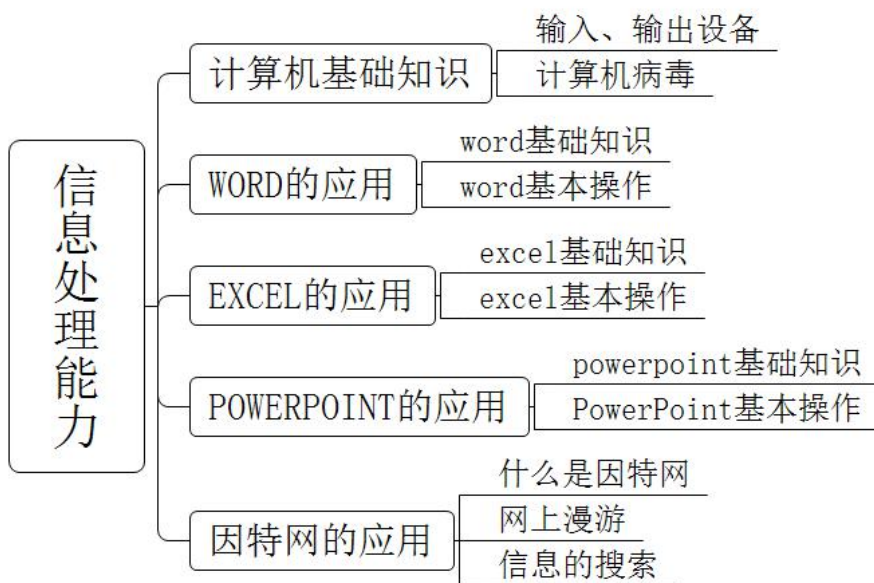 信息处理能力
计算机基础知识
输入、输出设备
计算机病毒
WORD的应用
word基础知识
word基本操作
EXCEL的应用
excel基础知识
excel基本操作
POWERPOINT的应用
powerpoint基础知识
PowerPoint基本操作
因特网的应用
什么是因特网
网上漫游
信息的搜索